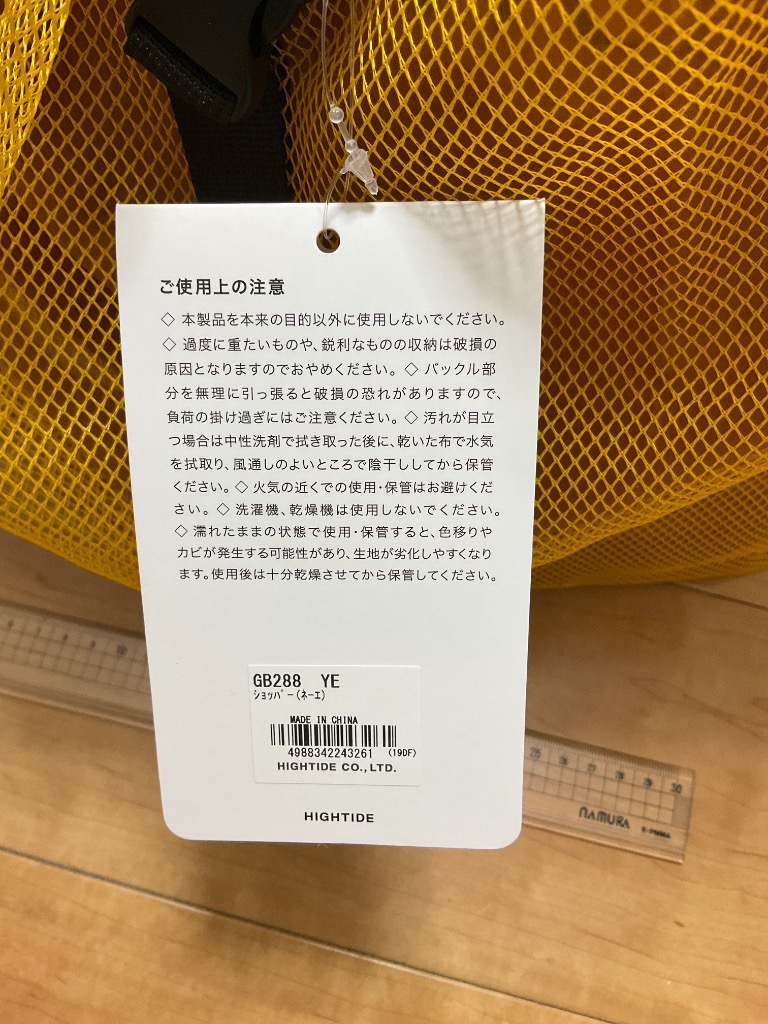 ご使用上の注意
◇ 本製品を本来の目的以外に使用しないでください。
◇ 過度に重たいものや、鋭利なものの収納は破損の
原因となりますのでおやめください。◇ バックル部
分を無理に引っ張ると破損の恐れがありますので、
負荷の掛け過ぎにはご注意ください。◇ 汚れが目立
つ場合は中性洗剤で拭き取った後に、乾いた布で水気
を拭取り、風通しのよいところで陰干ししてから保管
ください。◇ 火気の近くでの使用・保管はお避けくだ
さい。◇ 洗濯機、乾燥機は使用しないでください。
◇ 濡れたままの状態で使用・保管すると、色移りや
カビが発生する可能性があり、生地が劣化しやすくなり
ます。使用後は十分乾燥させてから保管してください。
GB288 YE
ショッパー(ネーエ)
MADE IN CHINA
4988342243261 (19DF)
HIGHTIDE CO.,LTD.
HIGHTIDE
10
25 26 27 28 29 30
NAMURA